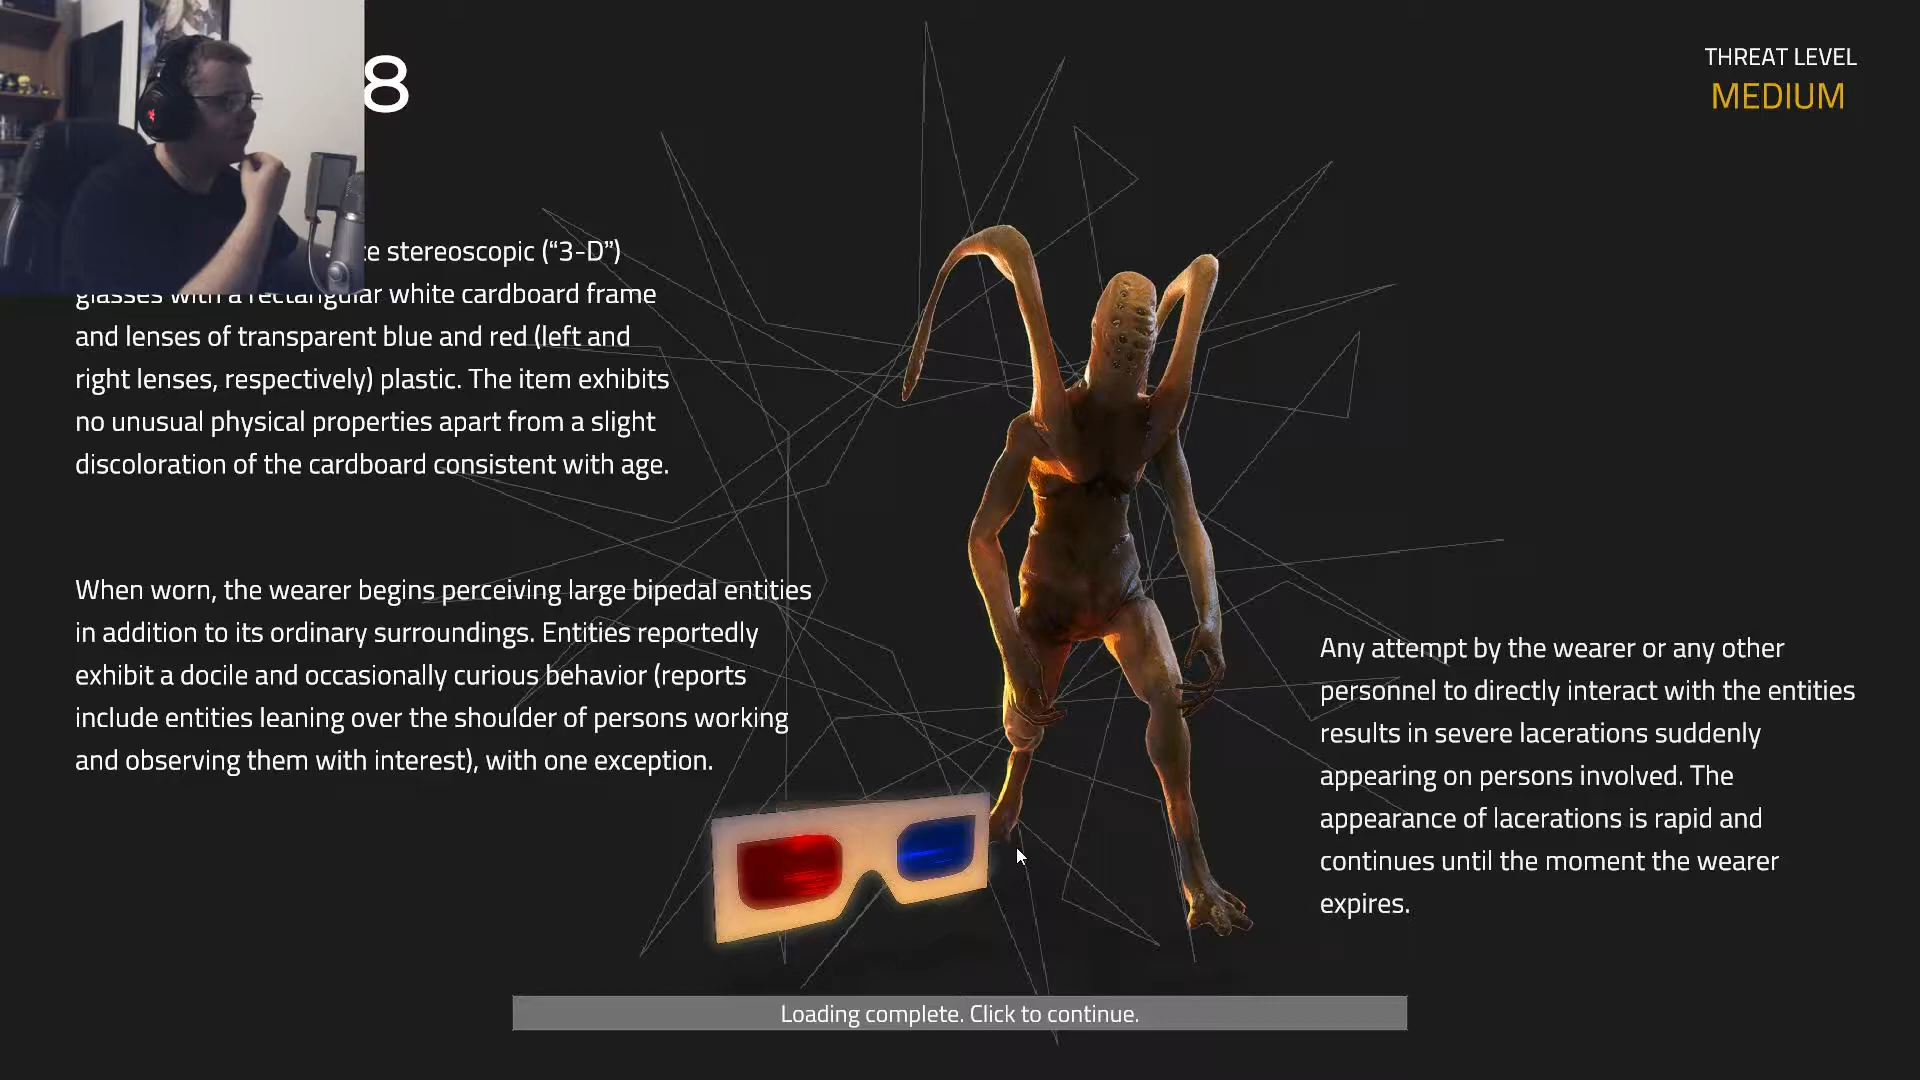 8
THREAT LEVEL
MEDIUM
stereoscopic (“3-D”)
glasses with a rectangular white cardboard frame
and lenses of transparent blue and red (left and
right lenses, respectively) plastic. The item exhibits
no unusual physical properties apart from a slight
discoloration of the cardboard consistent with age.
When worn, the wearer begins perceiving large bipedal entities
in addition to its ordinary surroundings. Entities reportedly
exhibit a docile and occasionally curious behavior (reports
include entities leaning over the shoulder of persons working
and observing them with interest), with one exception.
Any attempt by the wearer or any other
personnel to directly interact with the entities
results in severe lacerations suddenly
appearing on persons involved. The
appearance of lacerations is rapid and
continues until the moment the wearer
expires.
Loading complete. Click to continue.